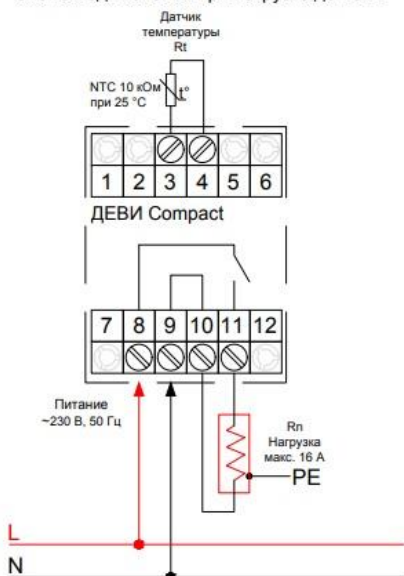 Датчик
температуры
Rt
NTC 10 кОм
при 25 °C
t°
1 2 3 4 5 6
ДЕВИ Compact
7 8 9 10 11 12
Питание
~230 В, 50 Гц
Rn
Нагрузка
макс. 16 А
PE
L
N